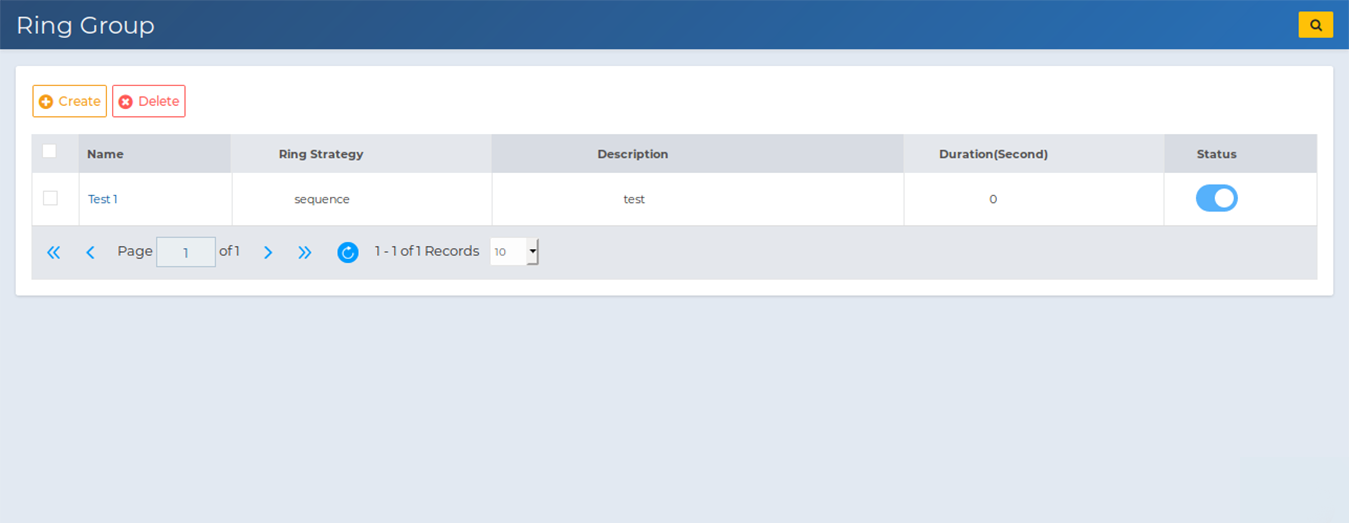 Ring Group
Create Delete
Name Ring Strategy Description Duration(Second) Status
Test 1 sequence test 0
Page 1 of 1 1 - 1 of 1 Records 10